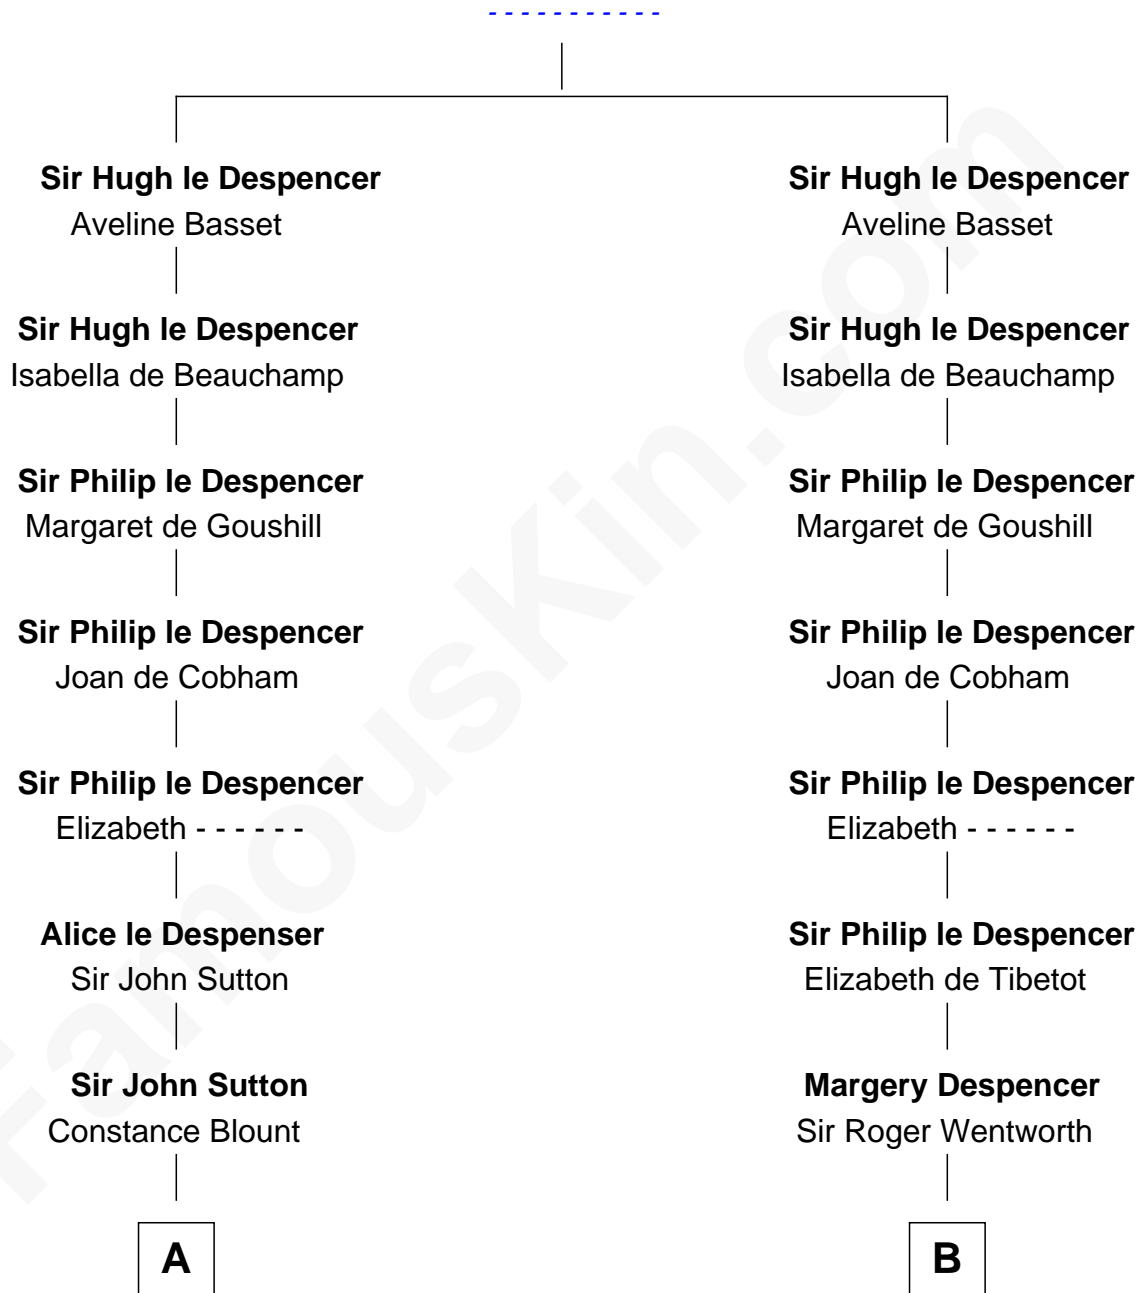 - - - - - - - - - - -
Sir Hugh le Despencer
Aveline Basset
Sir Hugh le Despencer
Isabella de Beauchamp
Sir Philip le Despencer
Margaret de Goushill
Sir Philip le Despencer
Joan de Cobham
Sir Philip le Despencer
Elizabeth - - - - - -
Alice le Despenser
Sir John Sutton
Sir John Sutton
Constance Blount
A
Sir Hugh le Despencer
Aveline Basset
Sir Hugh le Despencer
Isabella de Beauchamp
Sir Philip le Despencer
Margaret de Goushill
Sir Philip le Despencer
Joan de Cobham
Sir Philip le Despencer
Elizabeth - - - - - -
Sir Philip le Despencer
Elizabeth de Tibetot
Margery Despencer
Sir Roger Wentworth
B
FamousKin.com